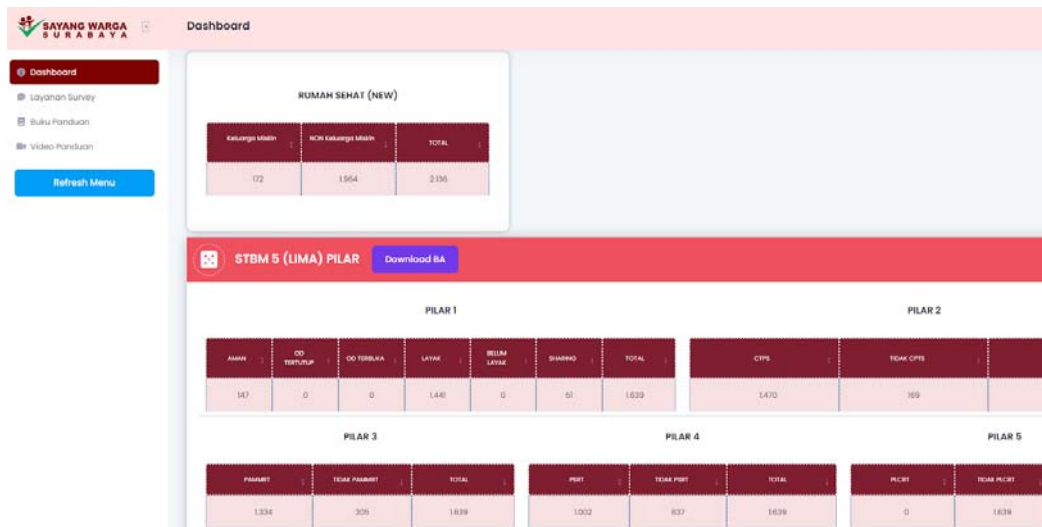 SAYANG WARGA
SURABAYA
Dashboard
Dashboard
Layanan Survey
Buku Panduan
Video Panduan
Refresh Menu
RUMAH SEHAT (NEW)
Keluarga Miskin NON Keluarga Miskin TOTAL
172 1.964 2.136
STBM 5 (LIMA) PILAR Download BA
PILAR 1
AMAN OD TERTUTUP OD TERBUKA LAYAK BELUM LAYAK SHARING TOTAL
147 0 0 1.441 0 51 1.639
PILAR 2
CTPS TIDAK CPTS
1.470 169
PILAR 3
PAMMRT TIDAK PAMMRT TOTAL
1.334 305 1.639
PILAR 4
PSRT TIDAK PSRT TOTAL
1.002 637 1.639
PILAR 5
PLCRT TIDAK PLCRT
0 1.639